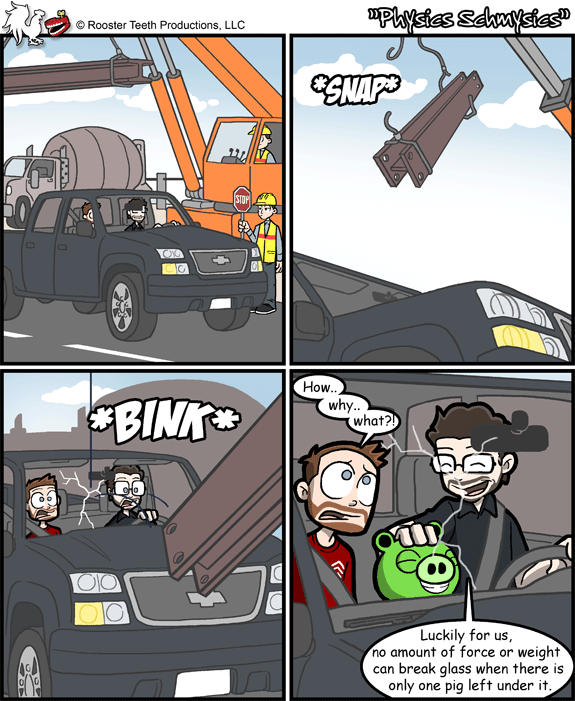 © Rooster Teeth Productions, LLC
"Physics Schmysics"
STOP
*SNAP*
*BINK*
How..
why..
what?!
Luckily for us,
no amount of force or weight
can break glass when there is
only one pig left under it.